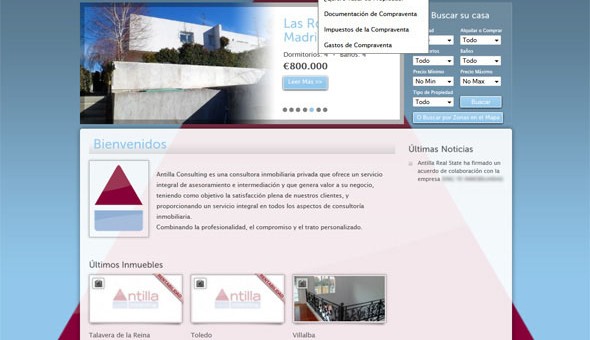 Documentación de Compraventa
Impuestos de la Compraventa
Gastos de Compraventa
Las Ro
Madri
Dormitorios: 4 - Baños: 4
€800.000
Leer Más >>
Buscar su casa
Alquilar o Comprar
Todo
Todo
Baños
Todo
Todo
Precio Mínimo
Precio Máximo
No Min
No Max
Tipo de Propiedad
Todo
Buscar
O Buscar por Zonas en el Mapa
Bienvenidos
Antilla Consulting es una consultora inmobiliaria privada que ofrece un servicio
integral de asesoramiento e intermediación y que genera valor a su negocio,
teniendo como objetivo la satisfacción plena de nuestros clientes, y
proporcionando un servicio integral en todos los aspectos de consultoría
inmobiliaria.
Combinando la profesionalidad, el compromiso y el trato personalizado.
Últimas Noticias
Antilla Real State ha firmado un
acuerdo de colaboración con la
empresa
Últimos Inmuebles
Antilla
Antilla
Talavera de la Reina
Toledo
Villalba